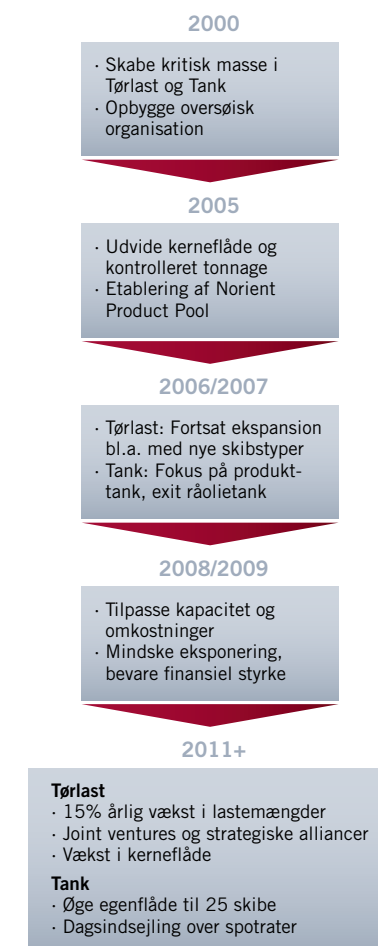 2000
· Skabe kritisk masse i
Tørlast og Tank
· Opbygge oversøisk
organisation
2005
· Udvide kerneflåde og
kontrolleret tonnage
· Etablering af Norient
Product Pool
2006/2007
· Tørlast: Fortsat ekspansion
bl.a. med nye skibstyper
· Tank: Fokus på produkt-
tank, exit råolietank
2008/2009
· Tilpasse kapacitet og
omkostninger
· Mindske eksponering,
bevare finansiel styrke
2011+
Tørlast
· 15% årlig vækst i lastemængder
· Joint ventures og strategiske alliancer
· Vækst i kerneflåde
Tank
· Øge egenflåde til 25 skibe
· Dagsindsejling over spotrater